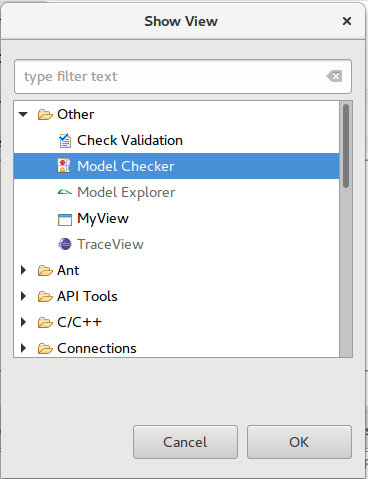 Show View
type filter text
Other
Check Validation
Model Checker
Model Explorer
MyView
TraceView
Ant
API Tools
C/C++
Connections
Cancel
OK